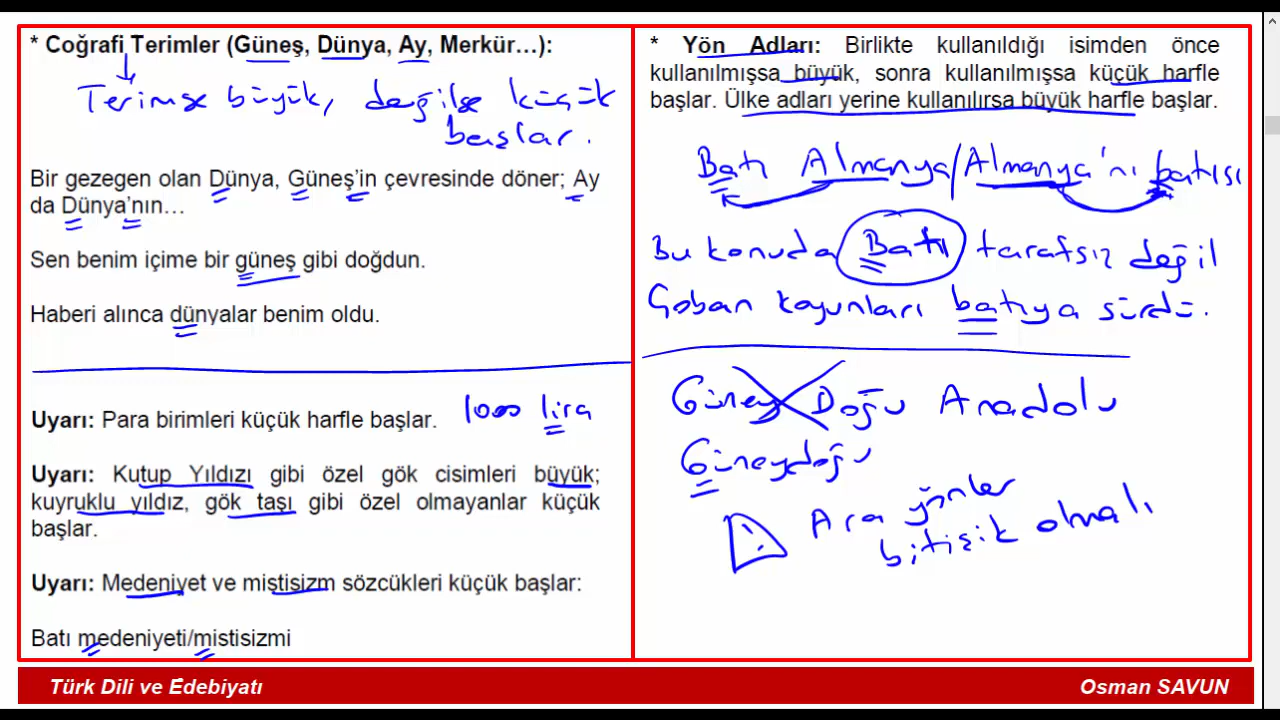 * Coğrafi Terimler (Güneş, Dünya, Ay, Merkür…):
Terimse büyük, değilse küçük
başlar.
Bir gezegen olan Dünya, Güneş’in çevresinde döner; Ay
da Dünya’nın…
Sen benim içime bir güneş gibi doğdun.
Haberi alınca dünyalar benim oldu.
Uyarı: Para birimleri küçük harfle başlar. 1000 lira
Uyarı: Kutup Yıldızı gibi özel gök cisimleri büyük;
kuyruklu yıldız, gök taşı gibi özel olmayanlar küçük
başlar.
Uyarı: Medeniyet ve mistisizm sözcükleri küçük başlar:
Batı medeniyeti/mistisizmi
* Yön Adları: Birlikte kullanıldığı isimden önce
kullanılmışsa büyük, sonra kullanılmışsa küçük harfle
başlar. Ülke adları yerine kullanılırsa büyük harfle başlar.
Batı Almanya/Almanya'nı batısı
Bu konuda Batı tarafsız değil
Çoban koyunları batıya sürdü.
Güney Doğu Anadolu
Güneydoğu
! Ara yönler
bitişik olmalı
Türk Dili ve Edebiyatı
Osman SAVUN